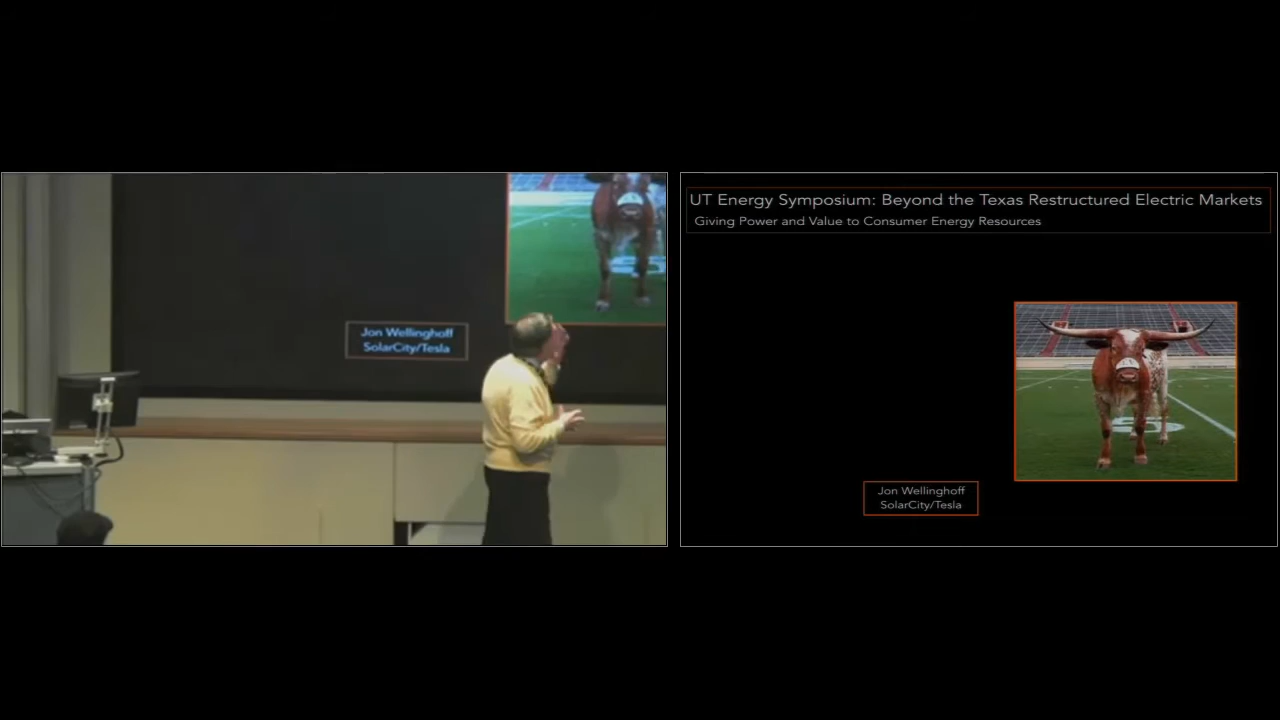 Jon Wellinghoff
SolarCity/Tesla
UT Energy Symposium: Beyond the Texas Restructured Electric Markets
Giving Power and Value to Consumer Energy Resources
Jon Wellinghoff
SolarCity/Tesla